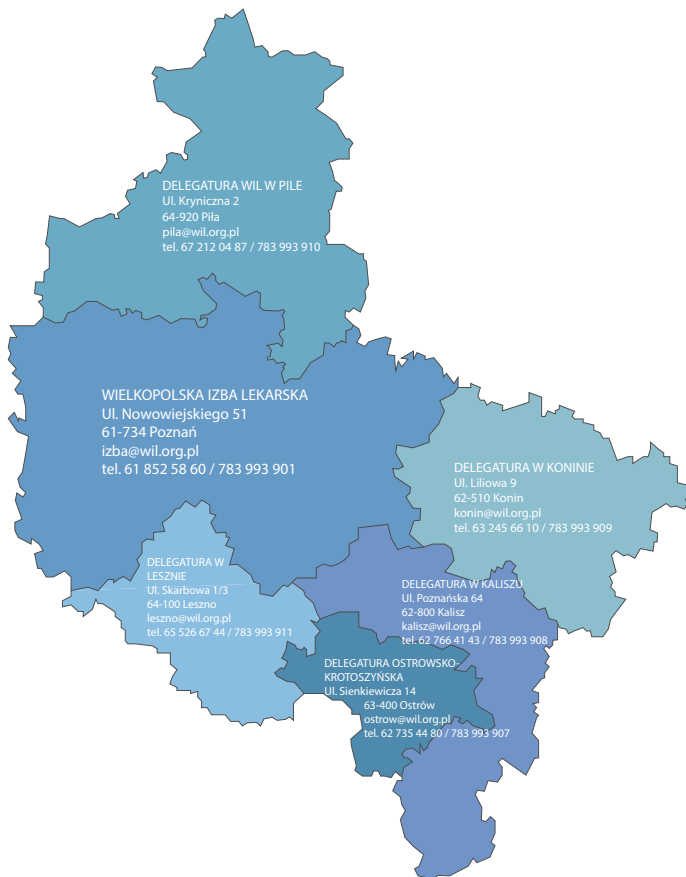 DELEGATURA WIL W PILE
Ul. Kryniczna 2
64-920 Piła
pila@wil.org.pl
tel. 67 212 04 87 / 783 993 910
WIELKOPOLSKA IZBA LEKARSKA
Ul. Nowowiejskiego 51
61-734 Poznań
izba@wil.org.pl
tel. 61 852 58 60 / 783 993 901
DELEGATURA W KONINIE
Ul. Liliowa 9
62-510 Konin
konin@wil.org.pl
tel. 63 245 66 10 / 783 993 909
DELEGATURA W
LESZNIE
Ul. Skarbowa 1/3
64-100 Leszno
leszno@wil.org.pl
tel. 65 526 67 44 / 783 993 911
DELEGATURA W KALISZU
Ul. Poznańska 64
62-800 Kalisz
kalisz@wil.org.pl
tel. 62 766 41 43 / 783 993 908
DELEGATURA OSTROWSKO-
KROTOSZYŃSKA
Ul. Sienkiewicza 14
63-400 Ostrów
ostrow@wil.org.pl
tel. 62 735 44 80 / 783 993 907